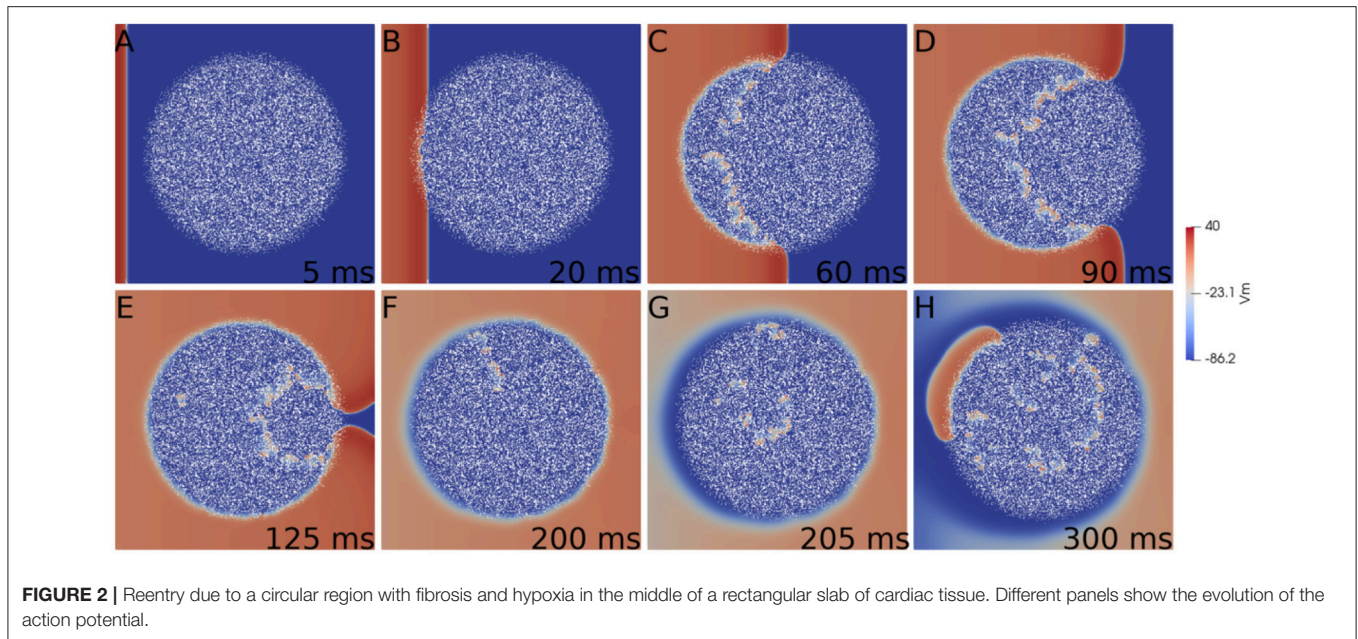 A
5 ms
B
20 ms
C
60 ms
D
90 ms
E
125 ms
F
200 ms
G
205 ms
H
300 ms
40
-23.1
-86.2
Vm
FIGURE 2 | Reentry due to a circular region with fibrosis and hypoxia in the middle of a rectangular slab of cardiac tissue. Different panels show the evolution of the
action potential.